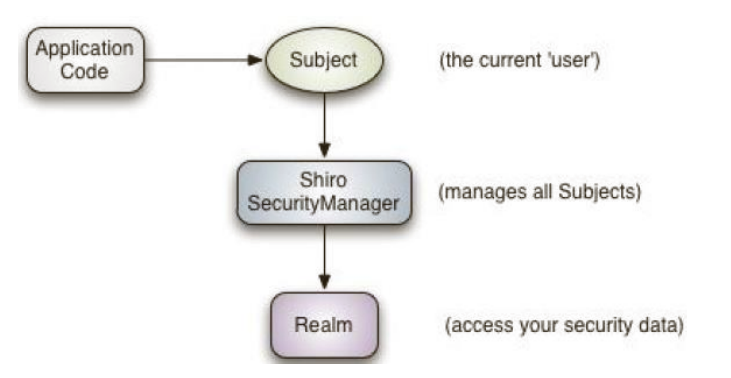 Application
Code
Subject
(the current 'user')
Shiro
SecurityManager
(manages all Subjects)
Realm
(access your security data)